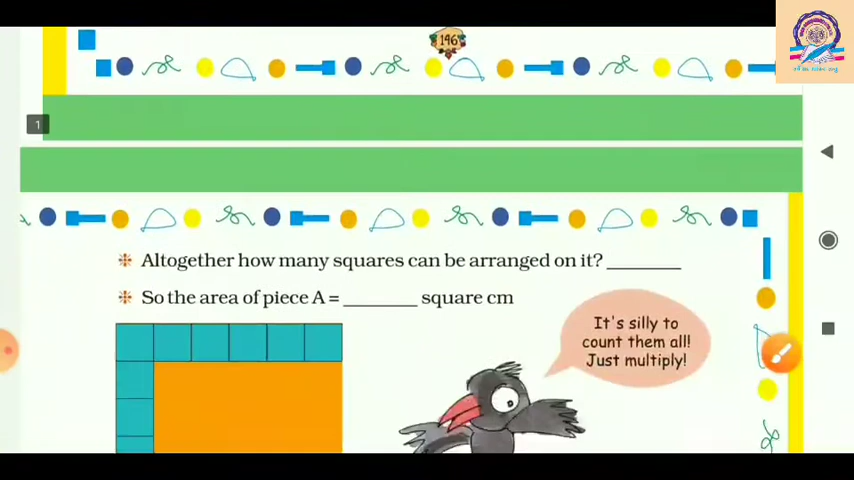 146
1
Altogether how many squares can be arranged on it? ________
So the area of piece A = ________ square cm
It's silly to
count them all!
Just multiply!